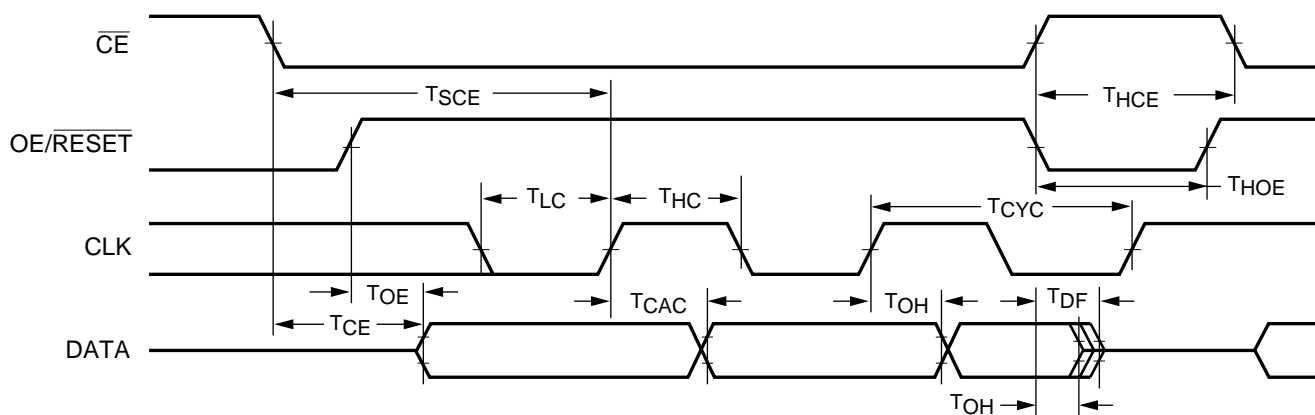 CE
TSCE
THCE
OE/RESET
TLC
THC
TCYC
THOE
CLK
TOE
TCAC
TOH
TDF
TCE
DATA
TOH